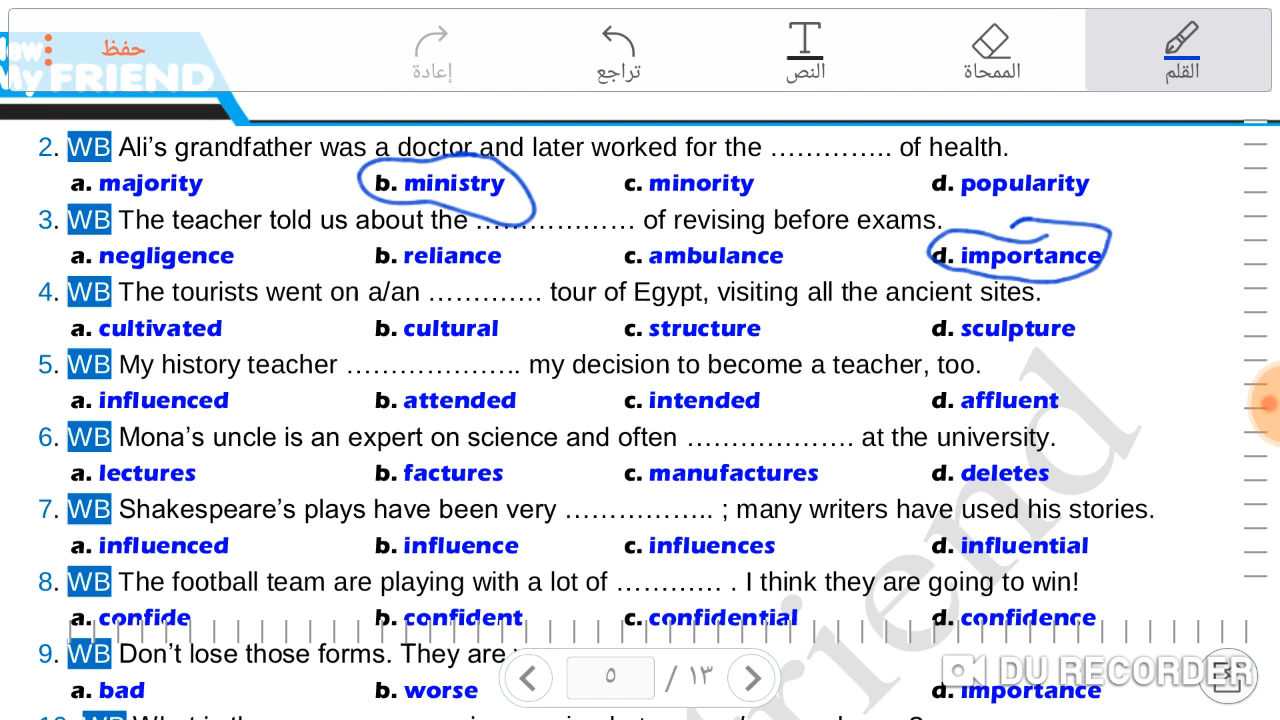 حفظ
إعادة
تراجع
النص
الممحاة
القلم
New
My FRIEND
2. WB Ali’s grandfather was a doctor and later worked for the ………….. of health.
a. majority b. ministry c. minority d. popularity
3. WB The teacher told us about the ……………… of revising before exams.
a. negligence b. reliance c. ambulance d. importance
4. WB The tourists went on a/an …………. tour of Egypt, visiting all the ancient sites.
a. cultivated b. cultural c. structure d. sculpture
5. WB My history teacher ……………….. my decision to become a teacher, too.
a. influenced b. attended c. intended d. affluent
6. WB Mona’s uncle is an expert on science and often ………………. at the university.
a. lectures b. factures c. manufactures d. deletes
7. WB Shakespeare’s plays have been very …………….. ; many writers have used his stories.
a. influenced b. influence c. influences d. influential
8. WB The football team are playing with a lot of ………… . I think they are going to win!
a. confide b. confident c. confidential d. confidence
9. WB Don’t lose those forms. They are
a. bad b. worse d. importance
٥ / ١٣
DU RECORDER
friend